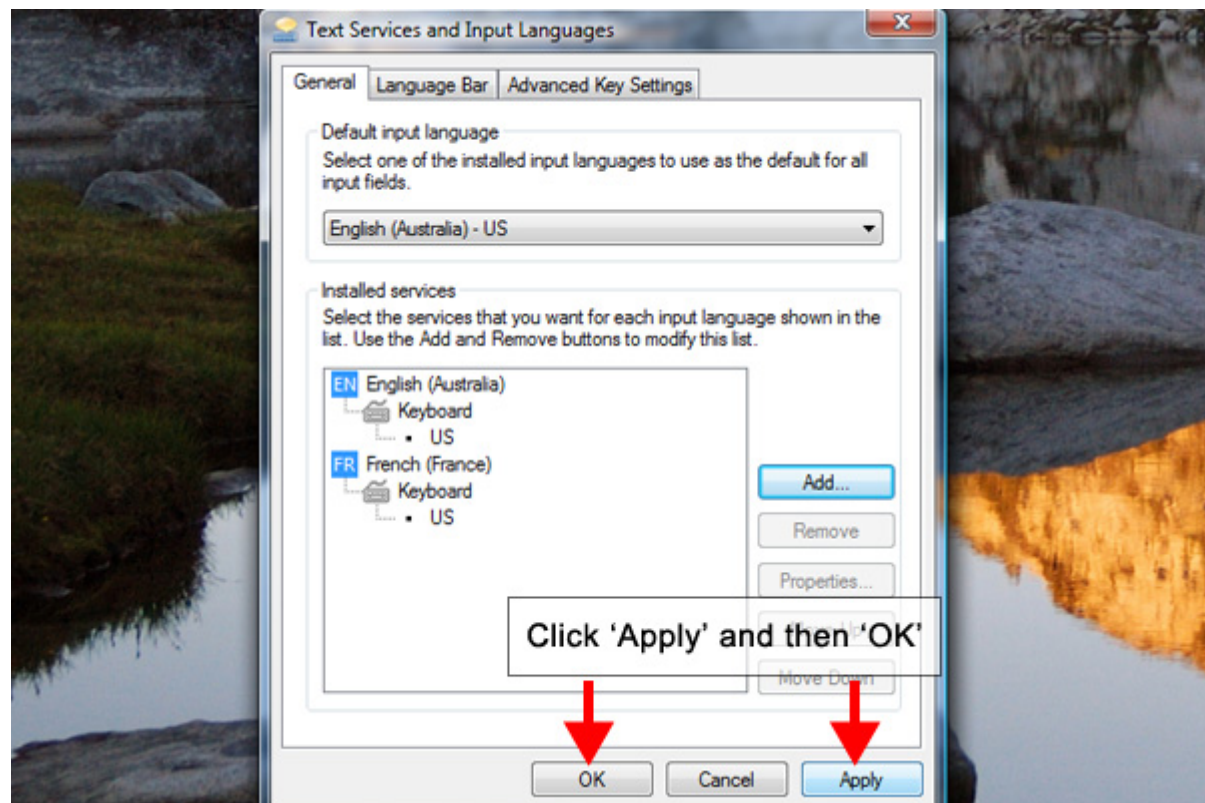 Text Services and Input Languages
General
Language Bar
Advanced Key Settings
Default input language
Select one of the installed input languages to use as the default for all
input fields.
English (Australia) - US
Installed services
Select the services that you want for each input language shown in the
list. Use the Add and Remove buttons to modify this list.
EN English (Australia)
Keyboard
US
FR French (France)
Keyboard
US
Add...
Remove
Properties...
Click ‘Apply’ and then ‘OK’
Move Down
OK
Cancel
Apply